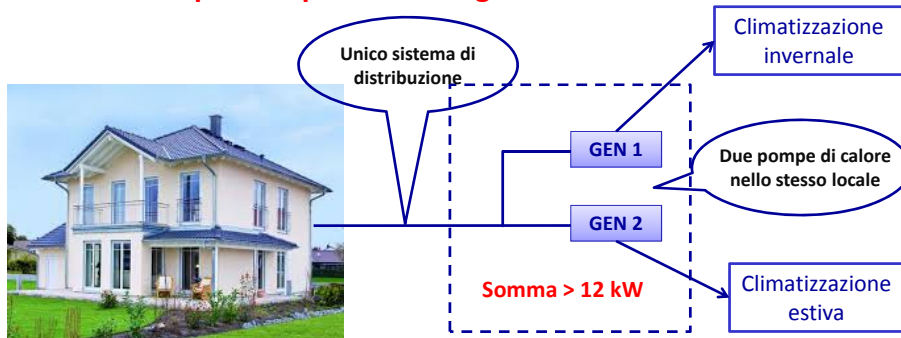 Climatizzazione
invernale
Unico sistema di
distribuzione
GEN 1
Due pompe di calore
nello stesso locale
GEN 2
Somma > 12 kW
Climatizzazione
estiva